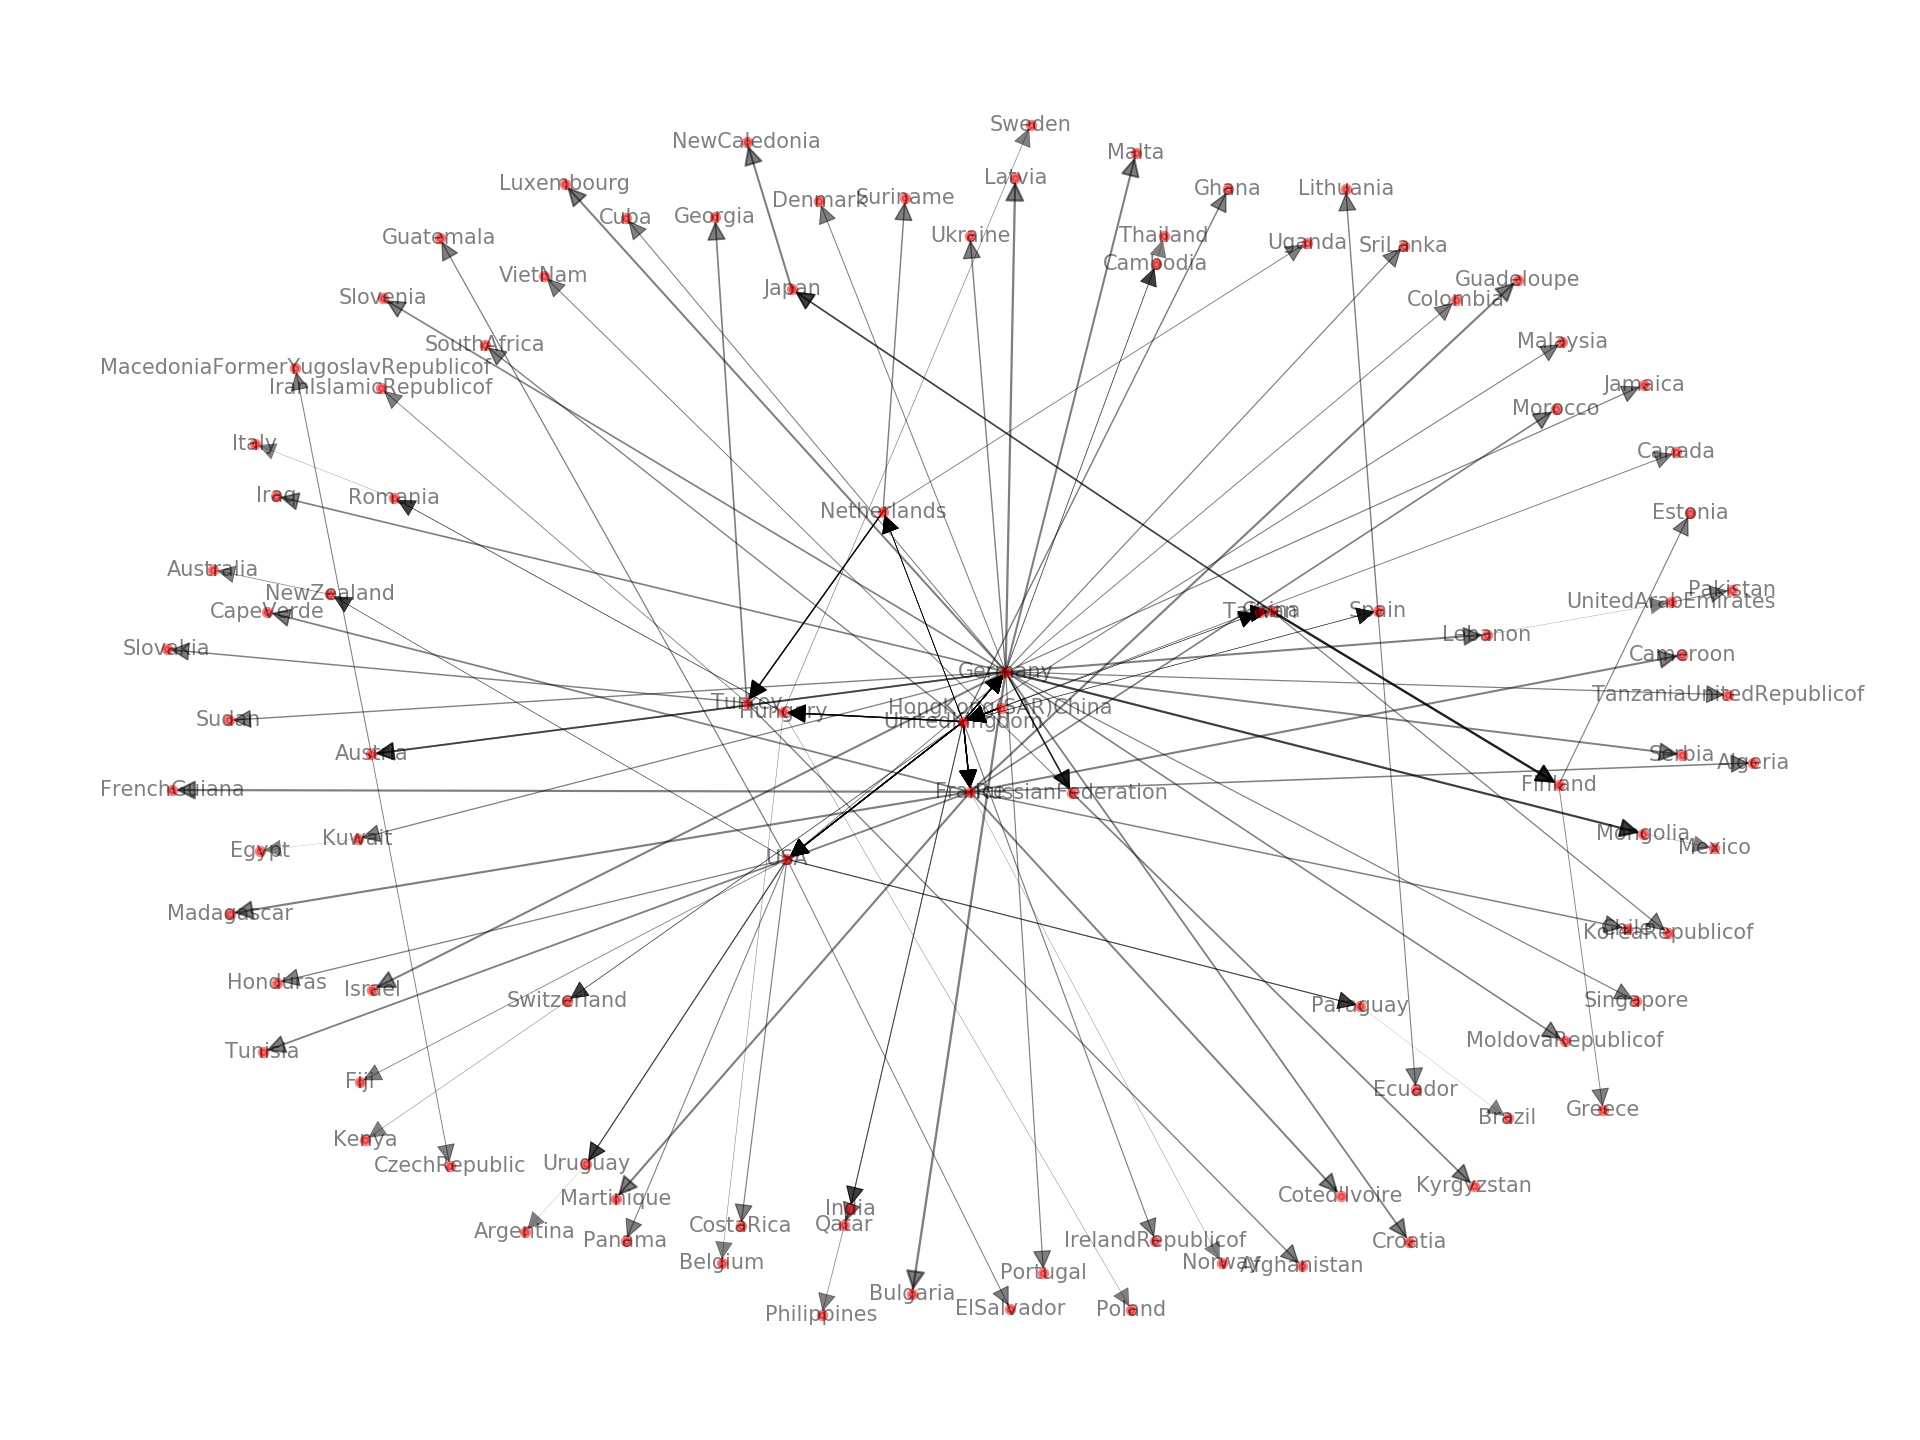 Sweden
NewCaledonia
Malta
Latvia
Luxembourg
Ghana
Lithuania
Denmark
Suriname
Cuba
Georgia
Guatemala
Ukraine
Thailand
Uganda
SriLanka
Cambodia
VietNam
Guadeloupe
Japan
Slovenia
Colombia
SouthAfrica
Malaysia
MacedoniaFormerYugoslavRepublicof
IranIslamicRepublicof
Jamaica
Morocco
Italy
Canada
Iraq
Romania
Netherlands
Estonia
Australia
NewZealand
Pakistan
UnitedArabEmirates
CapeVerde
Taiwan
China
Spain
Lebanon
Slovakia
Cameroon
Germany
TanzaniaUnitedRepublicof
Turkey
Hungary
HongKong(SAR)China
UnitedKingdom
Sudan
Austria
Serbia
Algeria
Finland
FrenchGuiana
France
RussianFederation
Mongolia
Kuwait
Egypt
Mexico
USA
Madagascar
Chile
KoreaRepublicof
Honduras
Israel
Switzerland
Singapore
Paraguay
MoldovaRepublicof
Tunisia
Fiji
Ecuador
Greece
Brazil
Kenya
CzechRepublic
Uruguay
Kyrgyzstan
Martinique
CotedIvoire
India
Qatar
Argentina
Panama
CostaRica
IrelandRepublicof
Croatia
Belgium
Norway
Afghanistan
Portugal
Bulgaria
ElSalvador
Poland
Philippines